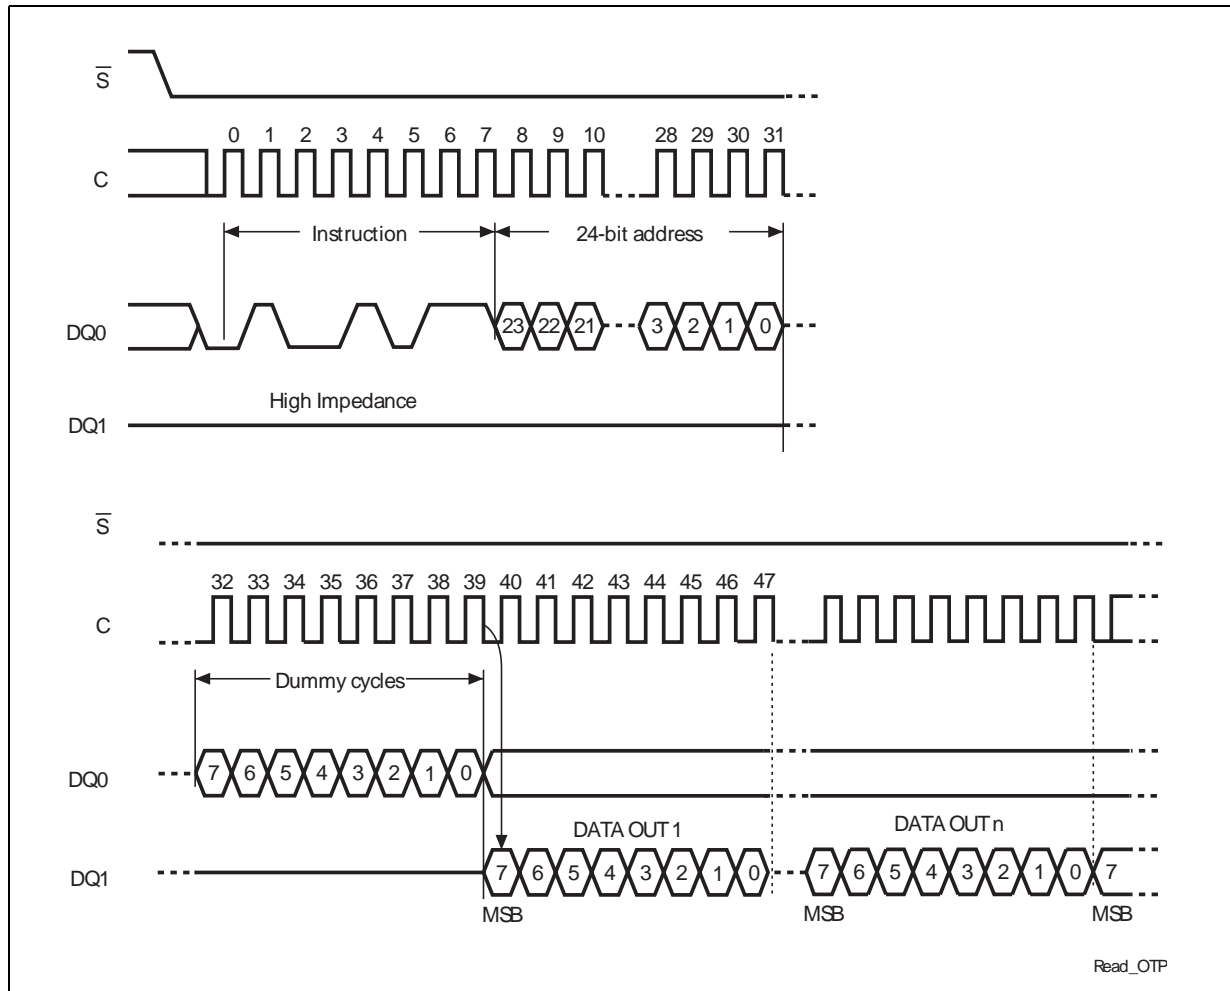 S
0 1 2 3 4 5 6 7 8 9 10 28 29 30 31
C
Instruction 24-bit address
DQ0 23 22 21 3 2 1 0
High Impedance
DQ1
S
32 33 34 35 36 37 38 39 40 41 42 43 44 45 46 47
C
Dummy cycles
DQ0 7 6 5 4 3 2 1 0
DATA OUT 1 DATA OUT n
DQ1 7 6 5 4 3 2 1 0 7 6 5 4 3 2 1 0 7
MSB MSB MSB
Read_OTP